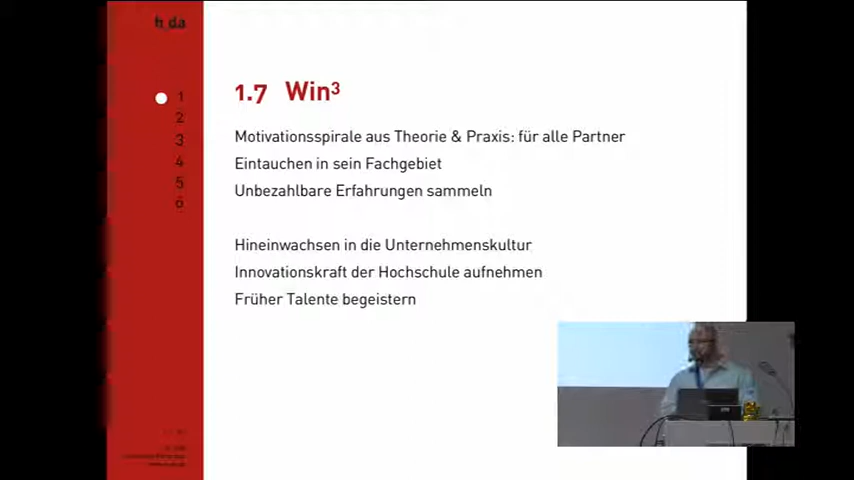 h_da
1
2
3
4
5
6
1.7 Win³
Motivationsspirale aus Theorie & Praxis: für alle Partner
Eintauchen in sein Fachgebiet
Unbezahlbare Erfahrungen sammeln
Hineinwachsen in die Unternehmenskultur
Innovationskraft der Hochschule aufnehmen
Früher Talente begeistern